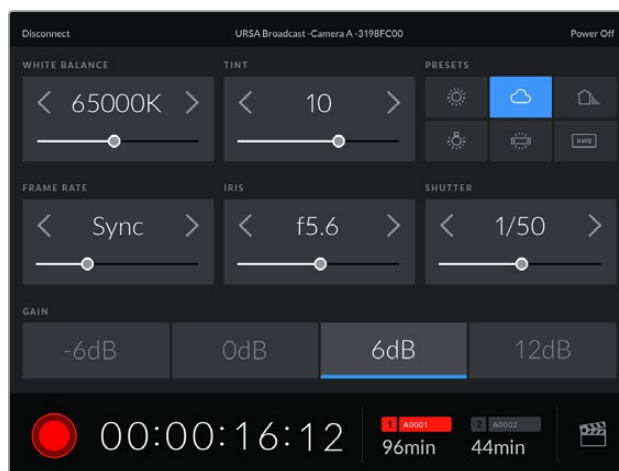 Disconnect URSA Broadcast -Camera A -3198FC00 Power Off
WHITE BALANCE TINT PRESETS
65000K 10
AWB
FRAME RATE IRIS SHUTTER
Sync f5.6 1/50
GAIN
-6dB 0dB 6dB 12dB
00:00:16:12
1 A0001 2 A0002
96min 44min